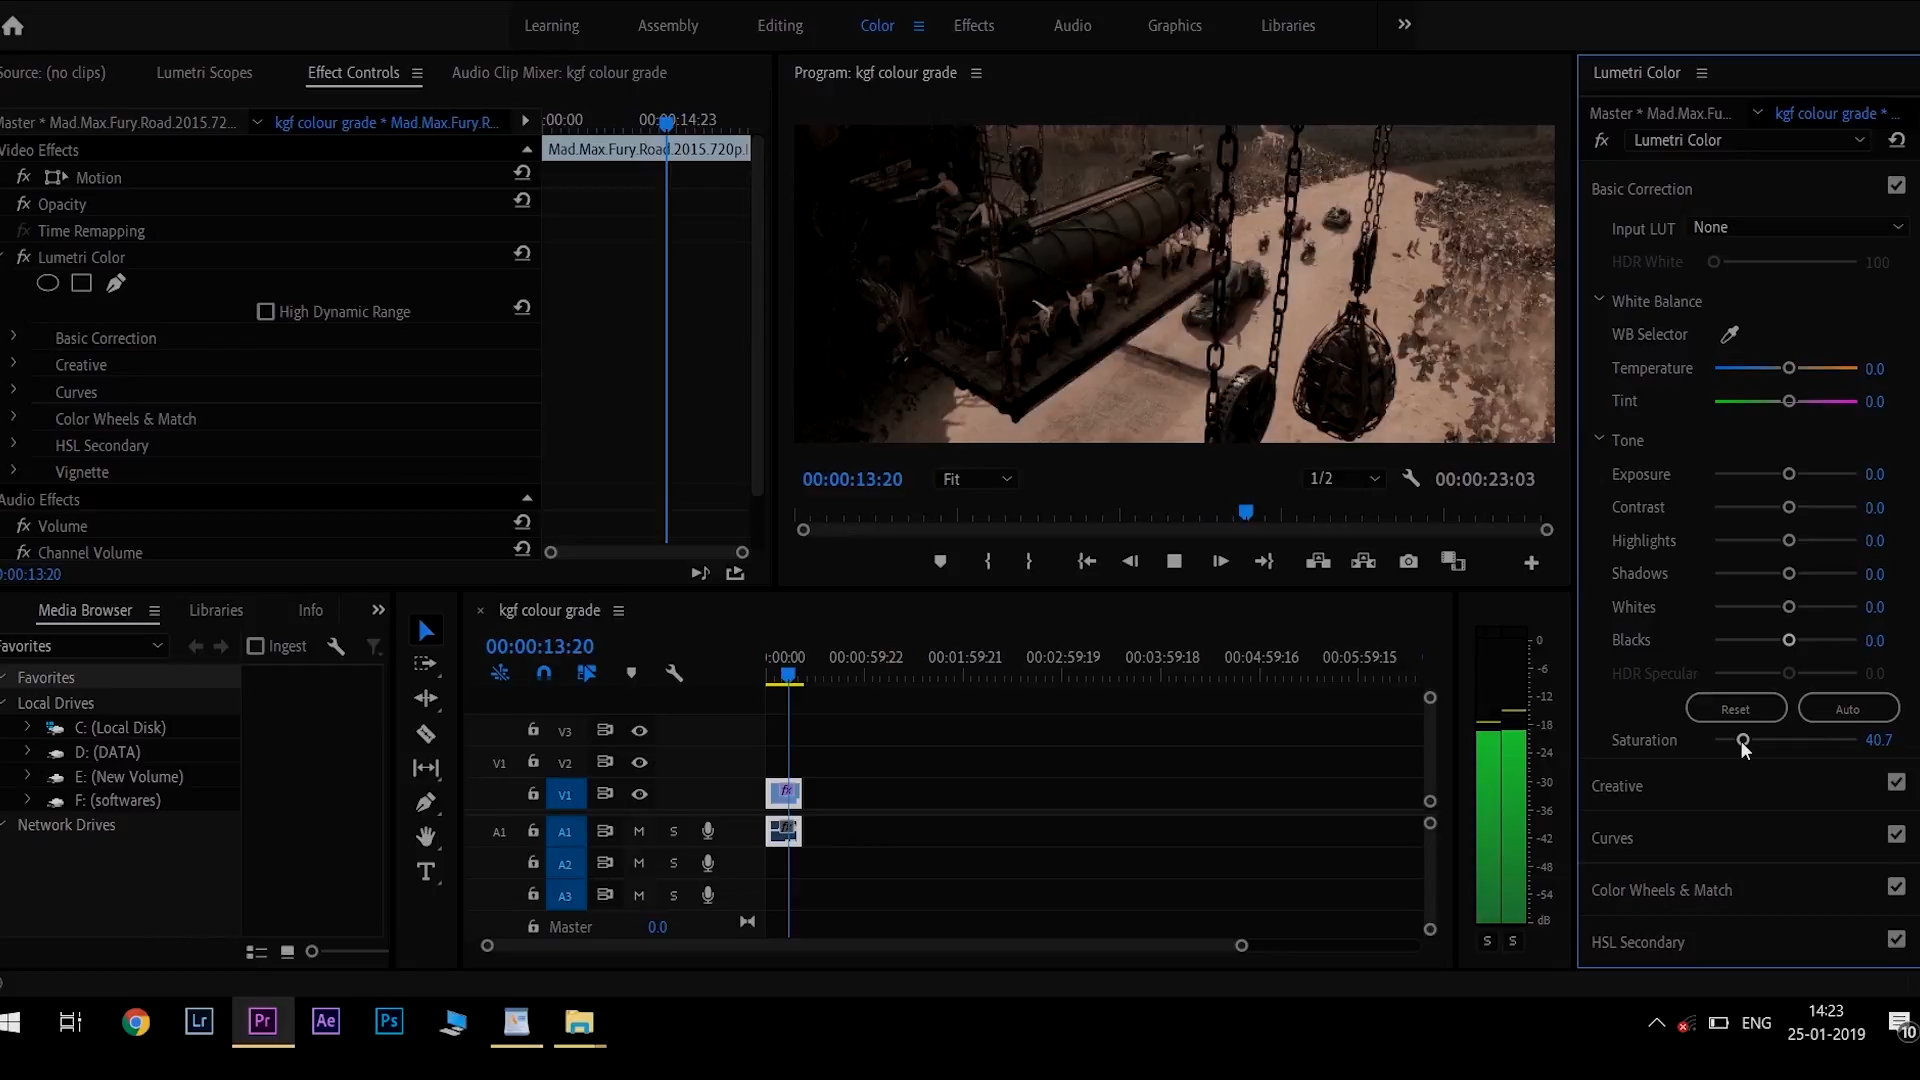 Learning Assembly Editing Color Effects Audio Graphics Libraries
Source: (no clips) Lumetri Scopes Effect Controls Audio Clip Mixer: kgf colour grade
Master * Mad.Max.Fury.Road.2015.72... kgf colour grade * Mad.Max.Fury.R...
:00:00 00:00:14:23
Mad.Max.Fury.Road.2015.720p.
Video Effects
fx Motion
fx Opacity
fx Time Remapping
fx Lumetri Color
High Dynamic Range
Basic Correction
Creative
Curves
Color Wheels & Match
HSL Secondary
Vignette
Audio Effects
fx Volume
fx Channel Volume
0:00:13:20
Program: kgf colour grade
00:00:13:20 Fit 1/2 00:00:23:03
Lumetri Color
Master * Mad.Max.Fu... kgf colour grade * ...
fx Lumetri Color
Basic Correction
Input LUT None
HDR White 100
White Balance
WB Selector
Temperature 0.0
Tint 0.0
Tone
Exposure 0.0
Contrast 0.0
Highlights 0.0
Shadows 0.0
Whites 0.0
Blacks 0.0
HDR Specular 0.0
Reset Auto
Saturation 40.7
Creative
Curves
Color Wheels & Match
HSL Secondary
Media Browser Libraries Info
Favorites Ingest
Favorites
Local Drives
C: (Local Disk)
D: (DATA)
E: (New Volume)
F: (softwares)
Network Drives
kgf colour grade
00:00:13:20
:00:00 00:00:59:22 00:01:59:21 00:02:59:19 00:03:59:18 00:04:59:16 00:05:59:15
V3
V1 V2
V1 fx
A1 A1 M S
A2 M S
A3 M S
Master 0.0
0
-6
-12
-18
-24
-30
-36
-42
-48
-54
dB
S S
Lr Pr Ae Ps
ENG
14:23
25-01-2019
10